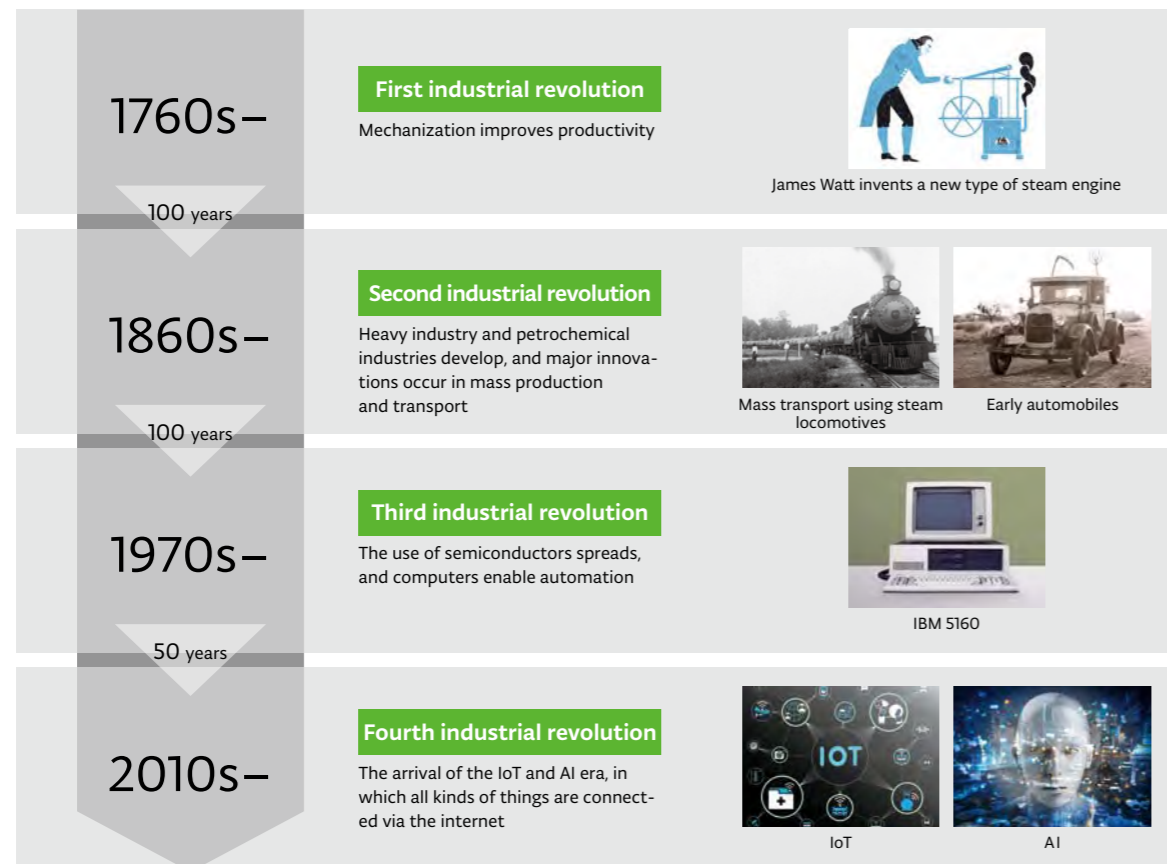 1760s–
First industrial revolution
Mechanization improves productivity
James Watt invents a new type of steam engine
100 years
1860s–
Second industrial revolution
Heavy industry and petrochemical
industries develop, and major innova-
tions occur in mass production
and transport
Mass transport using steam
locomotives
Early automobiles
100 years
1970s–
Third industrial revolution
The use of semiconductors spreads,
and computers enable automation
IBM 5160
50 years
2010s–
Fourth industrial revolution
The arrival of the IoT and AI era, in
which all kinds of things are connect-
ed via the internet
IOT
IoT
AI